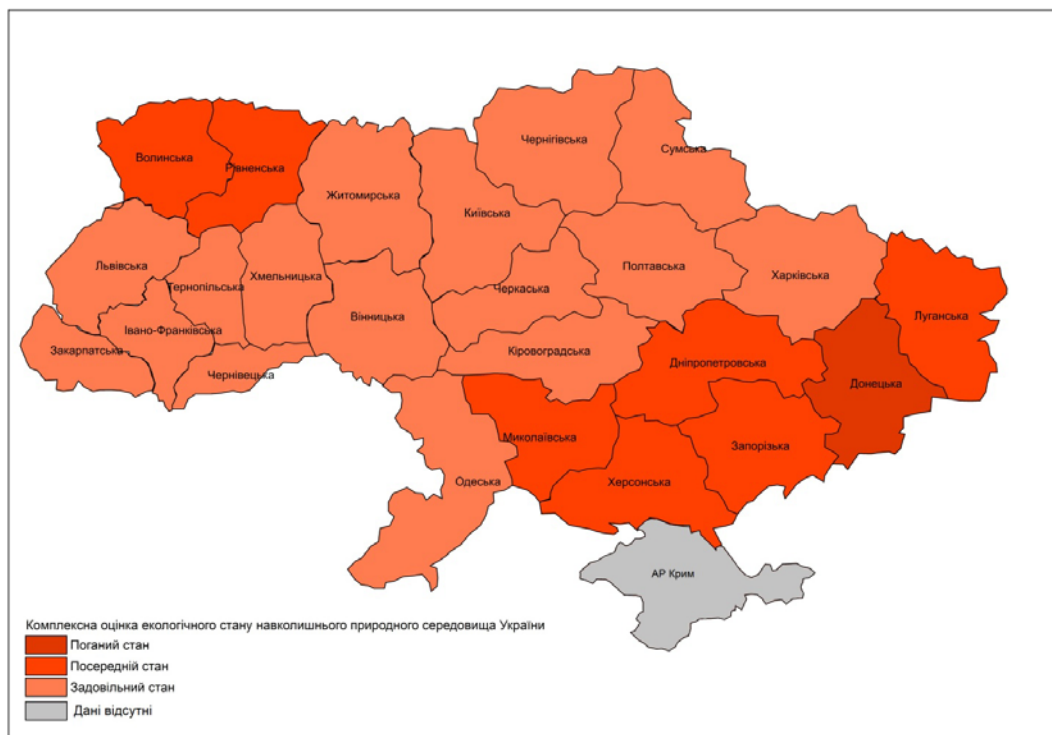 Чернігівська
Сумська
Волинська
Рівненська
Житомирська
Київська
Львівська
Тернопільська
Хмельницька
Полтавська
Харківська
Черкаська
Вінницька
Луганська
Івано-Франківська
Закарпатська
Чернівецька
Кіровоградська
Дніпропетровська
Донецька
Миколаївська
Запорізька
Одеська
Херсонська
АР Крим
Комплексна оцінка екологічного стану навколишнього природного середовища України
Поганий стан
Посередній стан
Задовільний стан
Дані відсутні